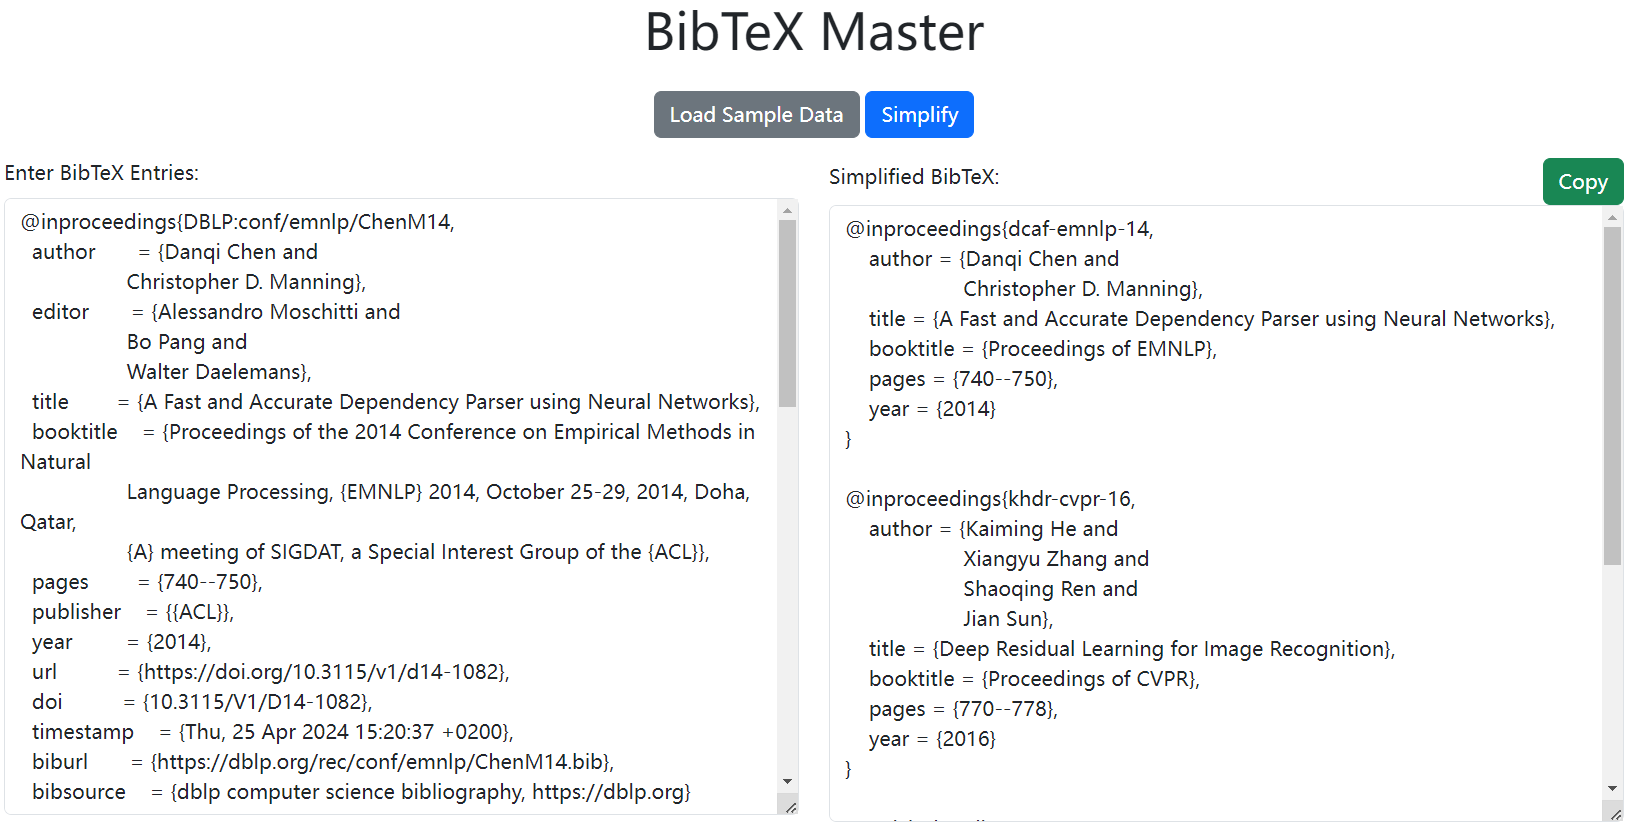 BibTeX Master
Load Sample Data
Simplify
Enter BibTeX Entries:
@inproceedings{DBLP:conf/emnlp/ChenM14,
author = {Danqi Chen and
Christopher D. Manning},
editor = {Alessandro Moschitti and
Bo Pang and
Walter Daelemans},
title = {A Fast and Accurate Dependency Parser using Neural Networks},
booktitle = {Proceedings of the 2014 Conference on Empirical Methods in
Natural
Language Processing, {EMNLP} 2014, October 25-29, 2014, Doha,
Qatar,
{A} meeting of SIGDAT, a Special Interest Group of the {ACL}},
pages = {740--750},
publisher = {{ACL}},
year = {2014},
url = {https://doi.org/10.3115/v1/d14-1082},
doi = {10.3115/V1/D14-1082},
timestamp = {Thu, 25 Apr 2024 15:20:37 +0200},
biburl = {https://dblp.org/rec/conf/emnlp/ChenM14.bib},
bibsource = {dblp computer science bibliography, https://dblp.org}
Simplified BibTeX:
Copy
@inproceedings{dcaf-emnlp-14,
author = {Danqi Chen and
Christopher D. Manning},
title = {A Fast and Accurate Dependency Parser using Neural Networks},
booktitle = {Proceedings of EMNLP},
pages = {740--750},
year = {2014}
}
@inproceedings{khdr-cvpr-16,
author = {Kaiming He and
Xiangyu Zhang and
Shaoqing Ren and
Jian Sun},
title = {Deep Residual Learning for Image Recognition},
booktitle = {Proceedings of CVPR},
pages = {770--778},
year = {2016}
}